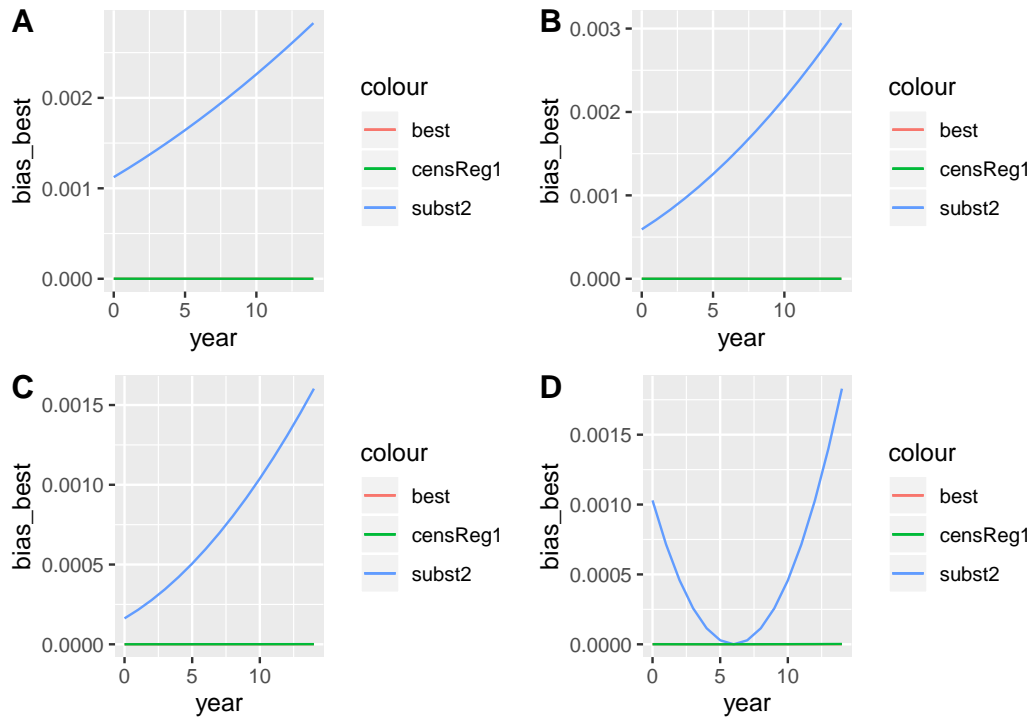 A
bias_best
0.002
0.001
0.000
0
5
10
year
colour
best
censReg1
subst2
B
bias_best
0.003
0.002
0.001
0.000
0
5
10
year
colour
best
censReg1
subst2
C
bias_best
0.0015
0.0010
0.0005
0.0000
0
5
10
year
colour
best
censReg1
subst2
D
bias_best
0.0015
0.0010
0.0005
0.0000
0
5
10
year
colour
best
censReg1
subst2